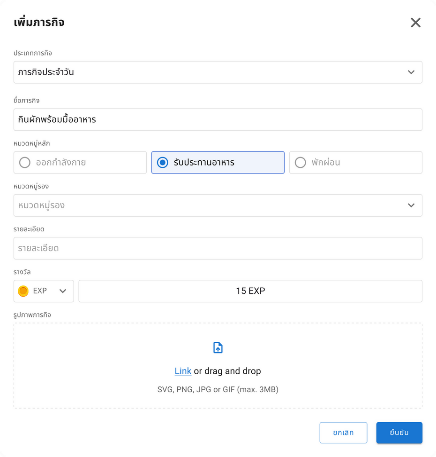 เพิ่มภารกิจ
ประเภทภารกิจ
ภารกิจประจำวัน
ชื่อภารกิจ
กินผักพร้อมมื้ออาหาร
หมวดหมู่หลัก
ออกกำลังกาย
รับประทานอาหาร
พักผ่อน
หมวดหมู่รอง
หมวดหมู่รอง
รายละเอียด
รายละเอียด
รางวัล
EXP
15 EXP
รูปภาพภารกิจ
Link or drag and drop
SVG, PNG, JPG or GIF (max. 3MB)
ยกเลิก
ยืนยัน